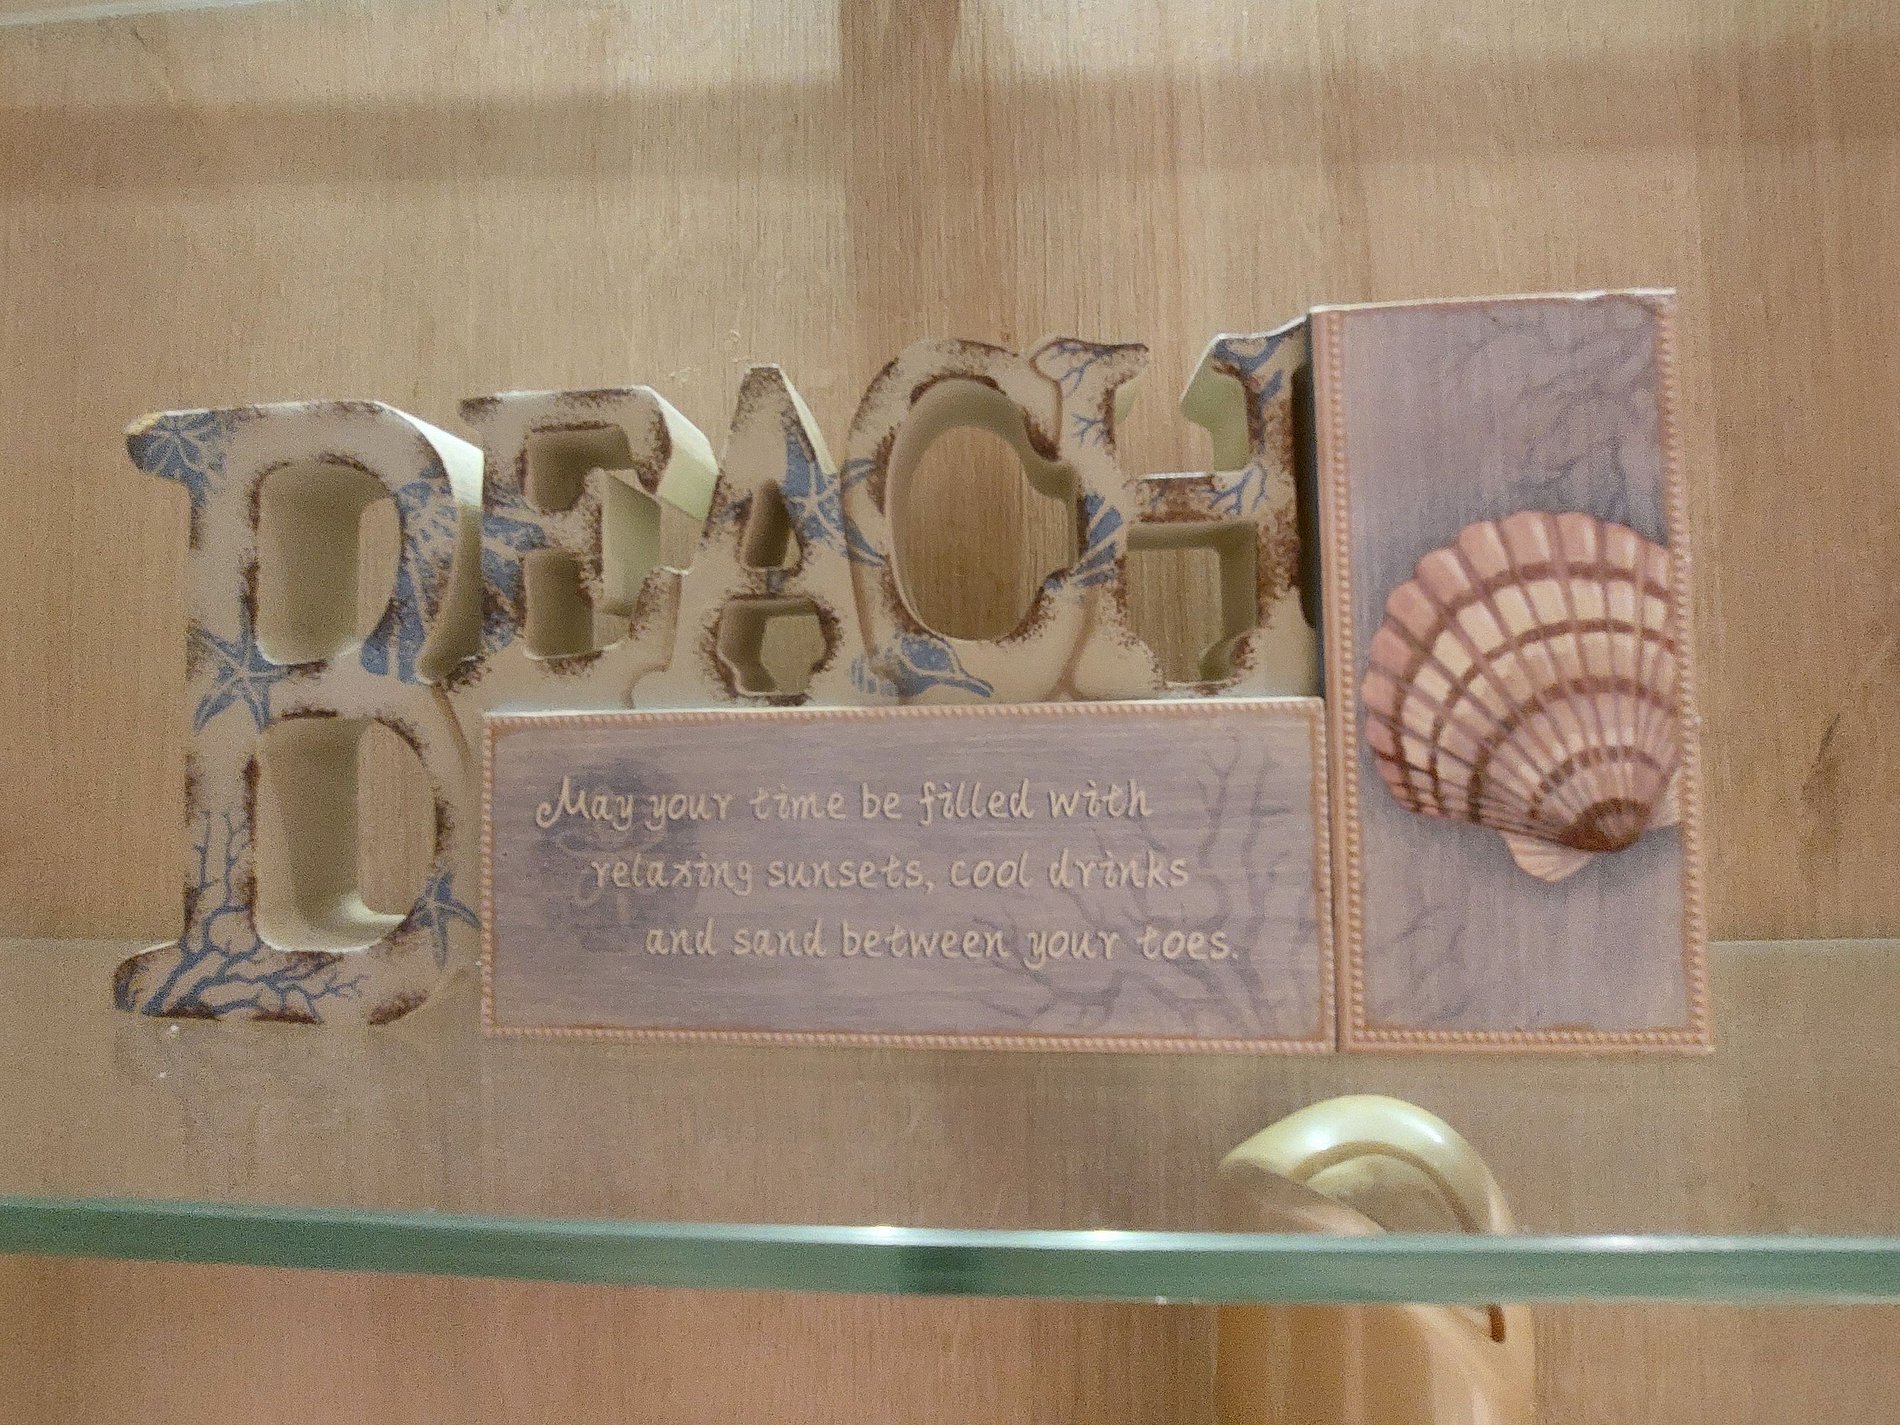 BEACH
May your time be filled with
relaxing sunsets, cool drinks
and sand between your toes.